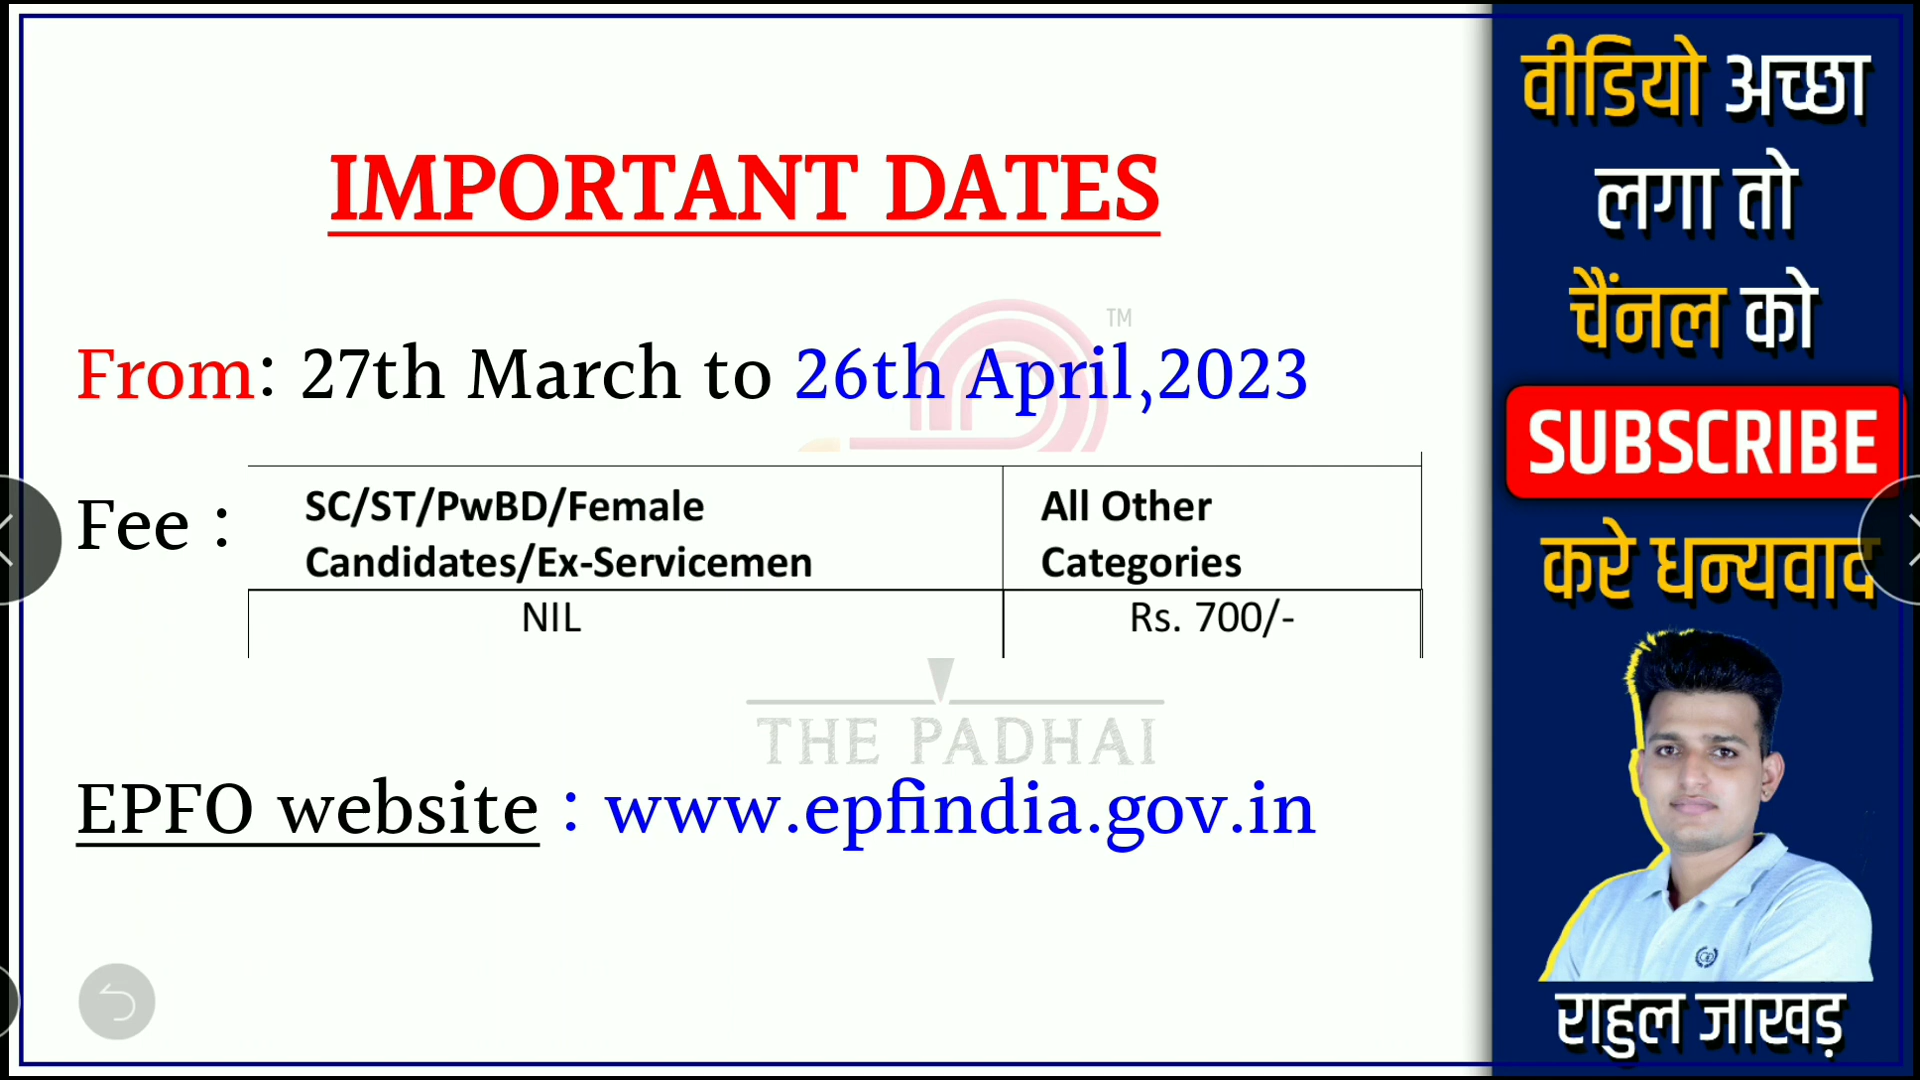 IMPORTANT DATES
TM
From: 27th March to 26th April,2023
Fee :
SC/ST/PwBD/Female
Candidates/Ex-Servicemen
All Other
Categories
NIL
Rs. 700/-
THE PADHAI
EPFO website : www.epfindia.gov.in
वीडियो अच्छा
लगा तो
चैंनल को
SUBSCRIBE
करे धन्यवाद
राहुल जाखड़